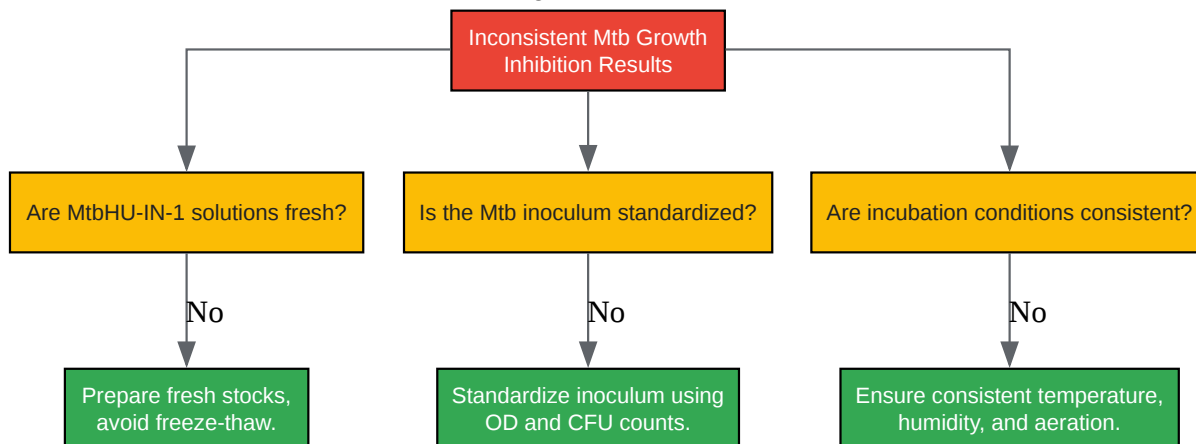 Inconsistent Mtb Growth
Inhibition Results
Are MtbHU-IN-1 solutions fresh?
Is the Mtb inoculum standardized?
Are incubation conditions consistent?
No
No
No
Prepare fresh stocks,
avoid freeze-thaw.
Standardize inoculum using
OD and CFU counts.
Ensure consistent temperature,
humidity, and aeration.